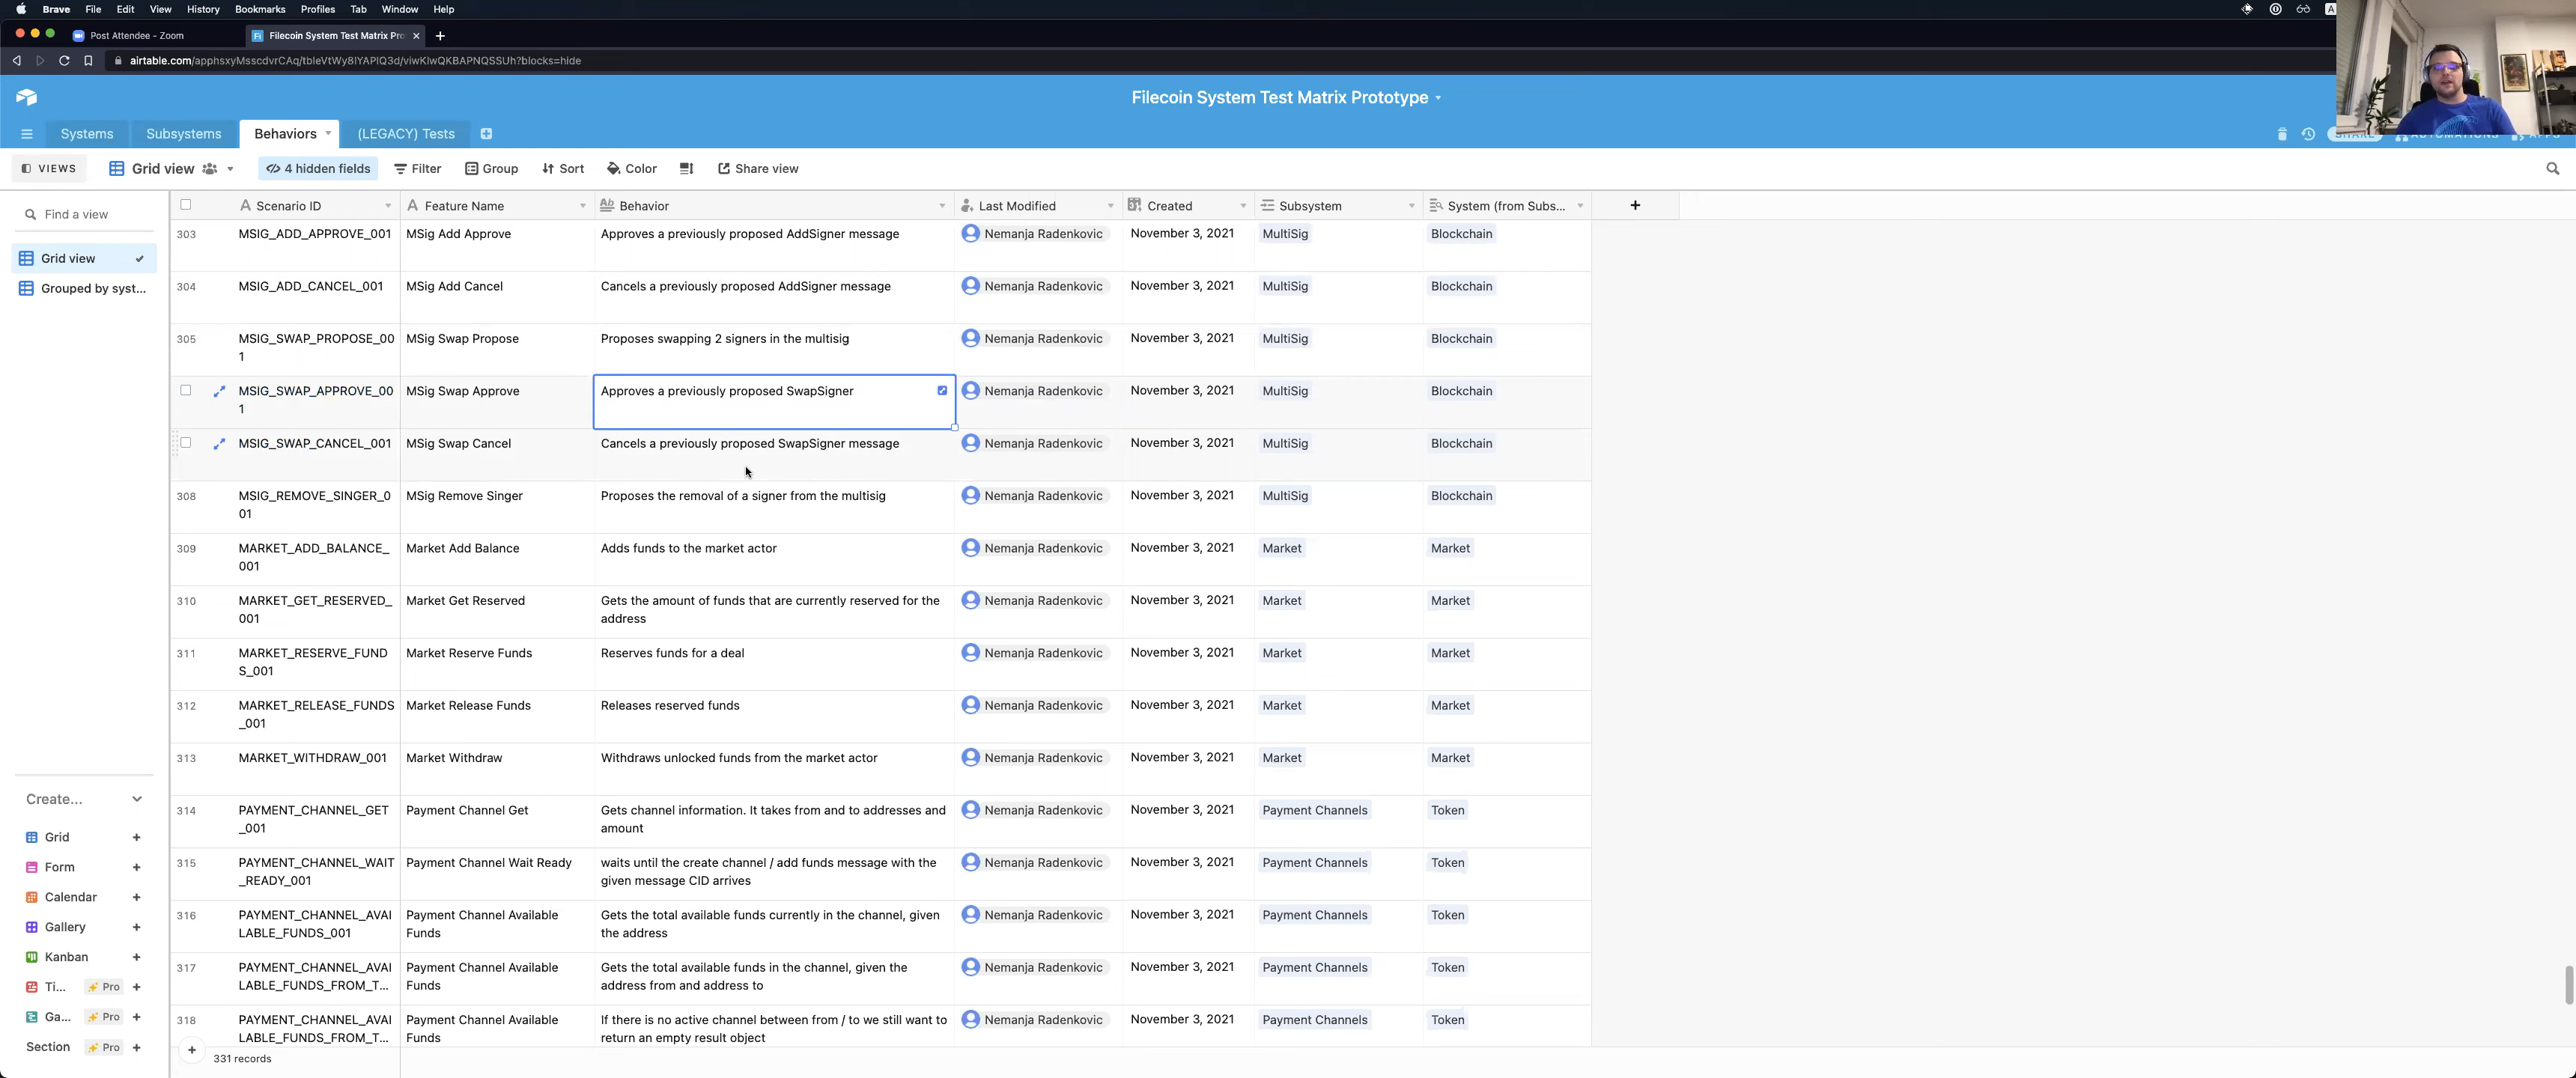 Brave File Edit View History Bookmarks Profiles Tab Window Help
Post Attendee - Zoom
Filecoin System Test Matrix Pro
airtable.com/apphsxyMsscdvrCAq/tbleVtWy8IYAPIQ3d/viwKlwQKBAPNQSSUh?blocks=hide
Filecoin System Test Matrix Prototype
Systems Subsystems Behaviors (LEGACY) Tests
VIEWS Grid view 4 hidden fields Filter Group Sort Color Share view
Find a view
Grid view
Grouped by syst...
Scenario ID Feature Name Behavior Last Modified Created Subsystem System (from Subs...
303 MSIG_ADD_APPROVE_001 MSig Add Approve Approves a previously proposed AddSigner message Nemanja Radenkovic November 3, 2021 MultiSig Blockchain
304 MSIG_ADD_CANCEL_001 MSig Add Cancel Cancels a previously proposed AddSigner message Nemanja Radenkovic November 3, 2021 MultiSig Blockchain
305 MSIG_SWAP_PROPOSE_00 MSig Swap Propose Proposes swapping 2 signers in the multisig Nemanja Radenkovic November 3, 2021 MultiSig Blockchain
1
MSIG_SWAP_APPROVE_00 MSig Swap Approve Approves a previously proposed SwapSigner Nemanja Radenkovic November 3, 2021 MultiSig Blockchain
1
MSIG_SWAP_CANCEL_001 MSig Swap Cancel Cancels a previously proposed SwapSigner message Nemanja Radenkovic November 3, 2021 MultiSig Blockchain
308 MSIG_REMOVE_SINGER_0 MSig Remove Singer Proposes the removal of a signer from the multisig Nemanja Radenkovic November 3, 2021 MultiSig Blockchain
01
309 MARKET_ADD_BALANCE_ Market Add Balance Adds funds to the market actor Nemanja Radenkovic November 3, 2021 Market Market
001
310 MARKET_GET_RESERVED_ Market Get Reserved Gets the amount of funds that are currently reserved for the Nemanja Radenkovic November 3, 2021 Market Market
001 address
311 MARKET_RESERVE_FUND Market Reserve Funds Reserves funds for a deal Nemanja Radenkovic November 3, 2021 Market Market
S_001
312 MARKET_RELEASE_FUNDS Market Release Funds Releases reserved funds Nemanja Radenkovic November 3, 2021 Market Market
_001
313 MARKET_WITHDRAW_001 Market Withdraw Withdraws unlocked funds from the market actor Nemanja Radenkovic November 3, 2021 Market Market
314 PAYMENT_CHANNEL_GET Payment Channel Get Gets channel information. It takes from and to addresses and Nemanja Radenkovic November 3, 2021 Payment Channels Token
_001 amount
315 PAYMENT_CHANNEL_WAIT Payment Channel Wait Ready waits until the create channel / add funds message with the Nemanja Radenkovic November 3, 2021 Payment Channels Token
_READY_001 given message CID arrives
316 PAYMENT_CHANNEL_AVAI Payment Channel Available Gets the total available funds currently in the channel, given Nemanja Radenkovic November 3, 2021 Payment Channels Token
LABLE_FUNDS_001 Funds the address
317 PAYMENT_CHANNEL_AVAI Payment Channel Available Gets the total available funds in the channel, given the Nemanja Radenkovic November 3, 2021 Payment Channels Token
LABLE_FUNDS_FROM_T... Funds address from and address to
318 PAYMENT_CHANNEL_AVAI Payment Channel Available If there is no active channel between from / to we still want to Nemanja Radenkovic November 3, 2021 Payment Channels Token
LABLE_FUNDS_FROM_T... Funds return an empty result object
331 records
Create...
Grid
Form
Calendar
Gallery
Kanban
Ti... Pro
Ga... Pro
Section Pro